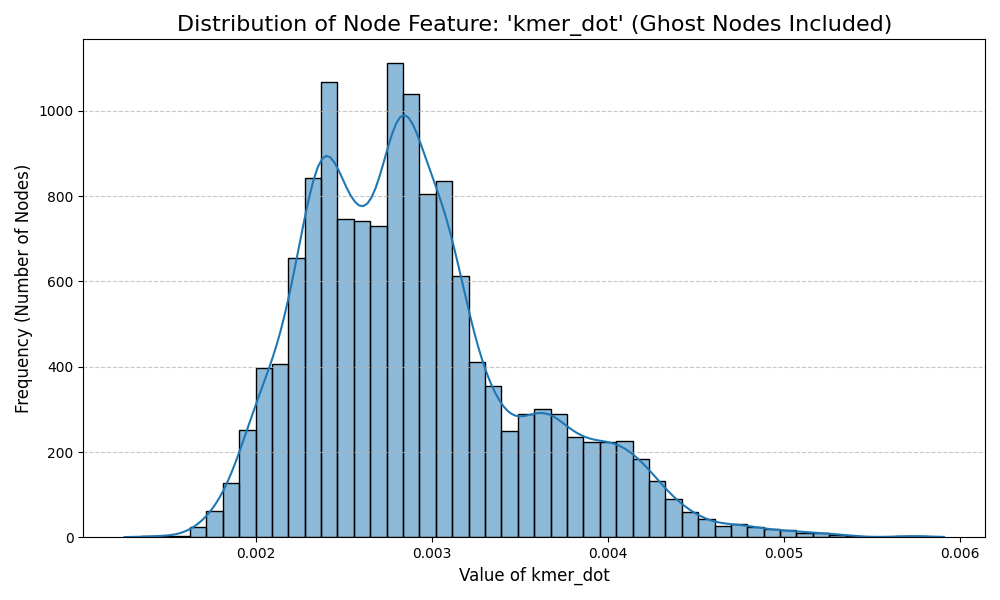 Distribution of Node Feature: 'kmer_dot' (Ghost Nodes Included)
Frequency (Number of Nodes)
1000
800
600
400
200
0
0.002 0.003 0.004 0.005 0.006
Value of kmer_dot